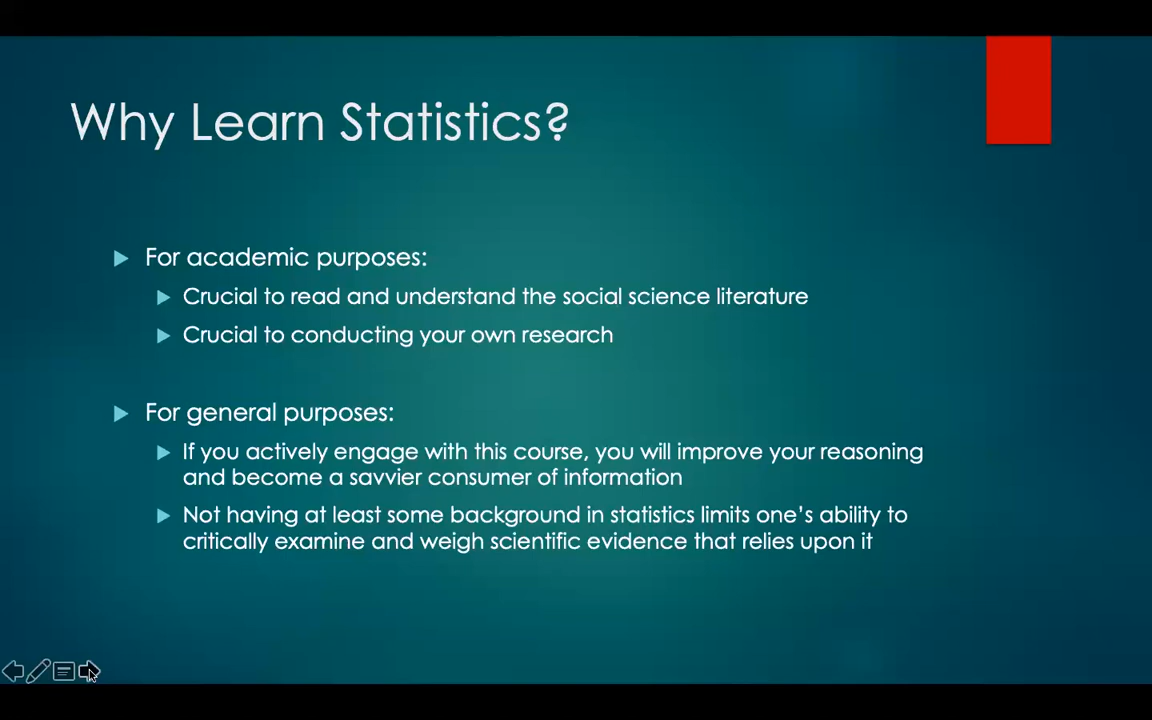 Why Learn Statistics?
For academic purposes:
Crucial to read and understand the social science literature
Crucial to conducting your own research
For general purposes:
If you actively engage with this course, you will improve your reasoning
and become a savvier consumer of information
Not having at least some background in statistics limits one's ability to
critically examine and weigh scientific evidence that relies upon it